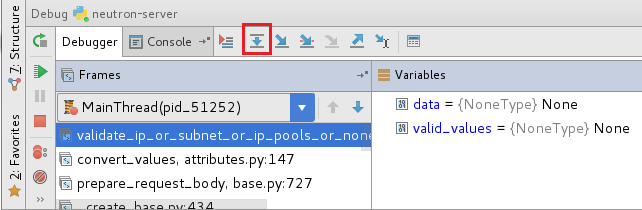 Debug neutron-server
Debugger
Console
Frames
Variables
MainThread(pid_51252)
validate_ip_or_subnet_or_ip_pools_or_none
convert_values, attributes.py:147
prepare_request_body, base.py:727
_create base.py:434
data = {NoneType} None
valid_values = {NoneType} None
7: Structure
2: Favorites